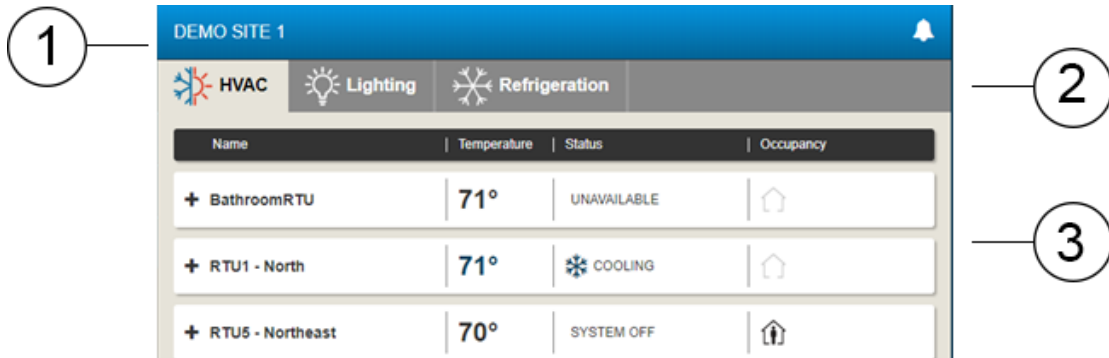 1
DEMO SITE 1
HVAC Lighting Refrigeration
2
Name Temperature Status Occupancy
BathroomRTU 71° UNAVAILABLE
3
RTU1 - North 71° COOLING
RTU5 - Northeast 70° SYSTEM OFF